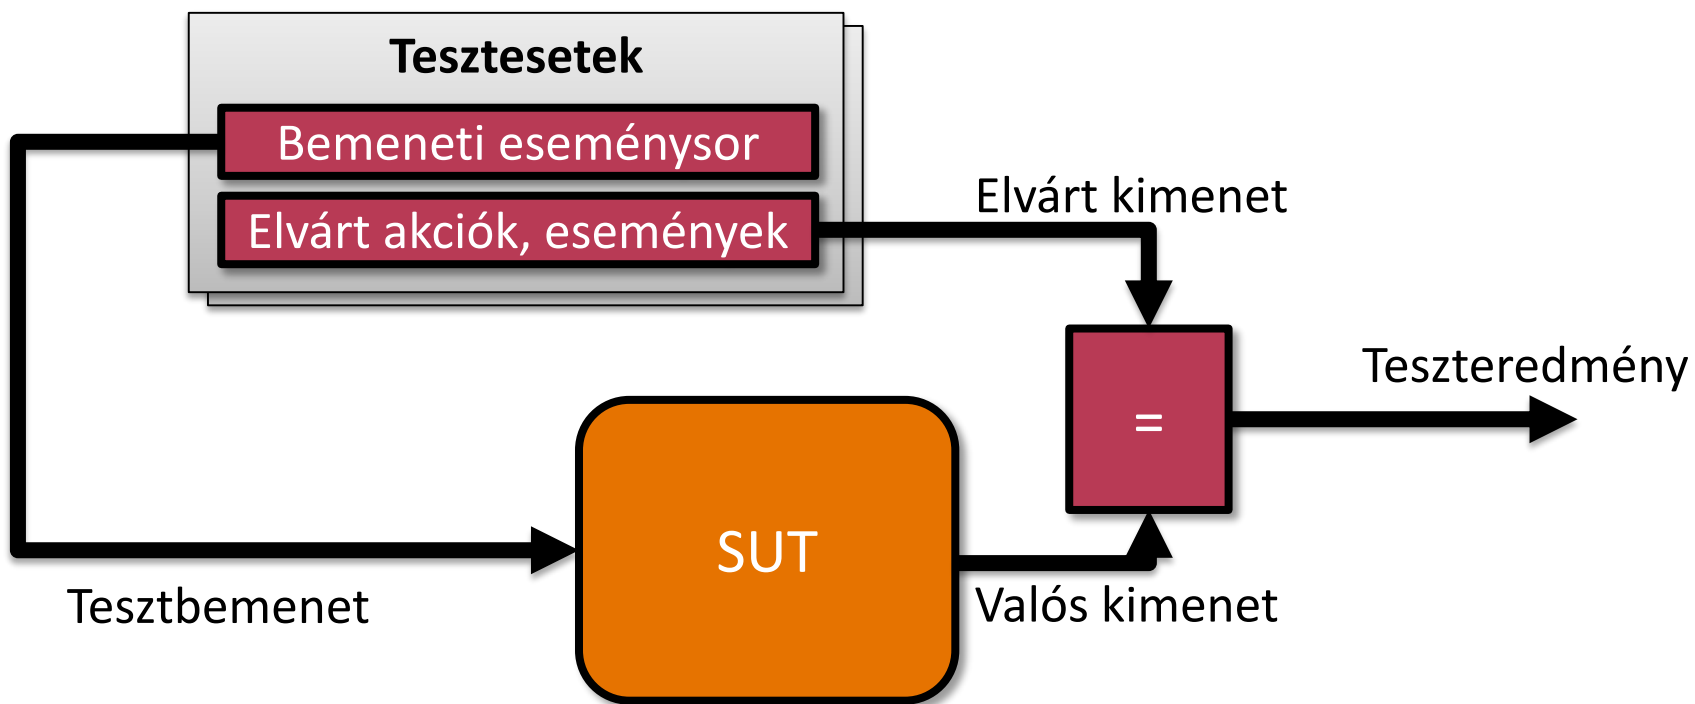 Tesztesetek
Bemeneti eseménysor
Elvárt akciók, események
Elvárt kimenet
Teszteredmény
=
SUT
Tesztbemenet
Valós kimenet